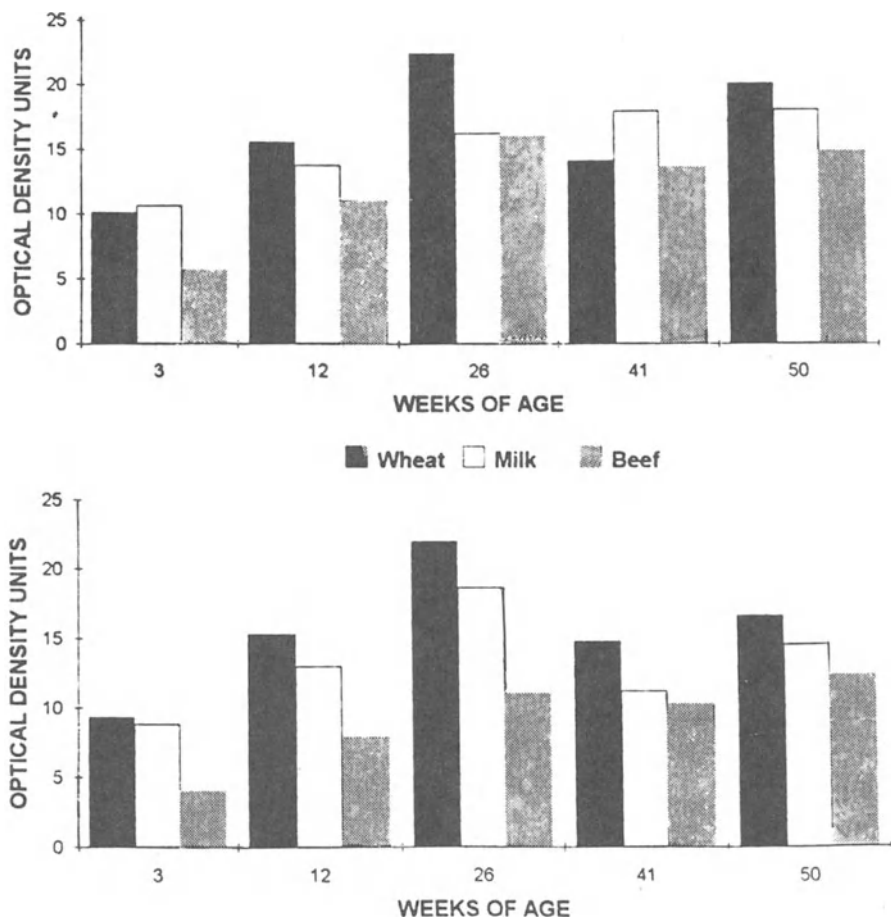 OPTICAL DENSITY UNITS
25
20
15
10
5
0
3 12 26 41 50
WEEKS OF AGE
Wheat Milk Beef
OPTICAL DENSITY UNITS
25
20
15
10
5
0
3 12 26 41 50
WEEKS OF AGE